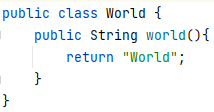 public class World {
    public String world(){
        return "World";
    }
}